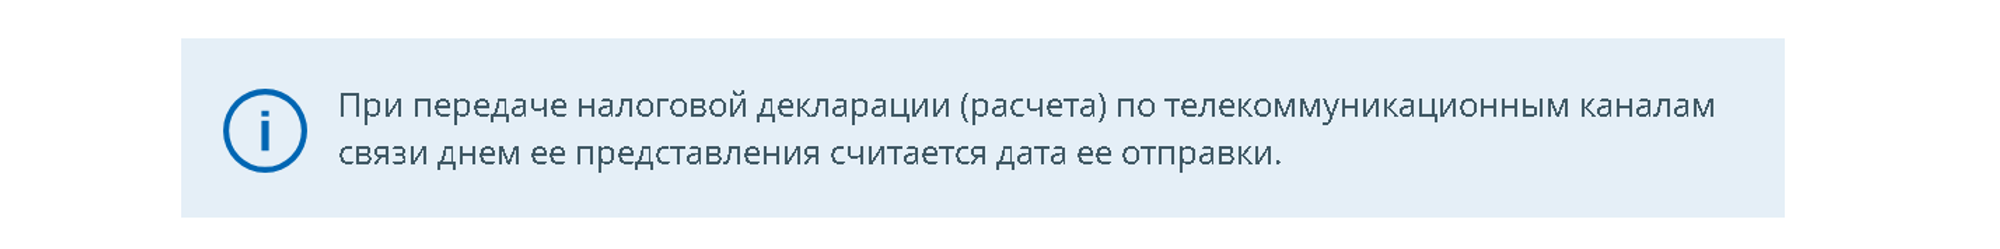 При передаче налоговой декларации (расчета) по телекоммуникационным каналам
связи днем ее представления считается дата ее отправки.